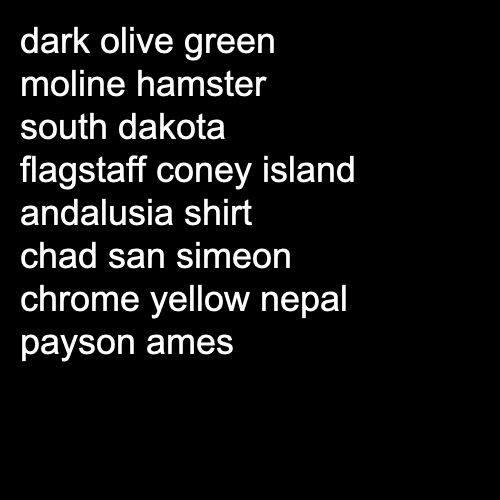 dark olive green
moline hamster
south dakota
flagstaff coney island
andalusia shirt
chad san simeon
chrome yellow nepal
payson ames